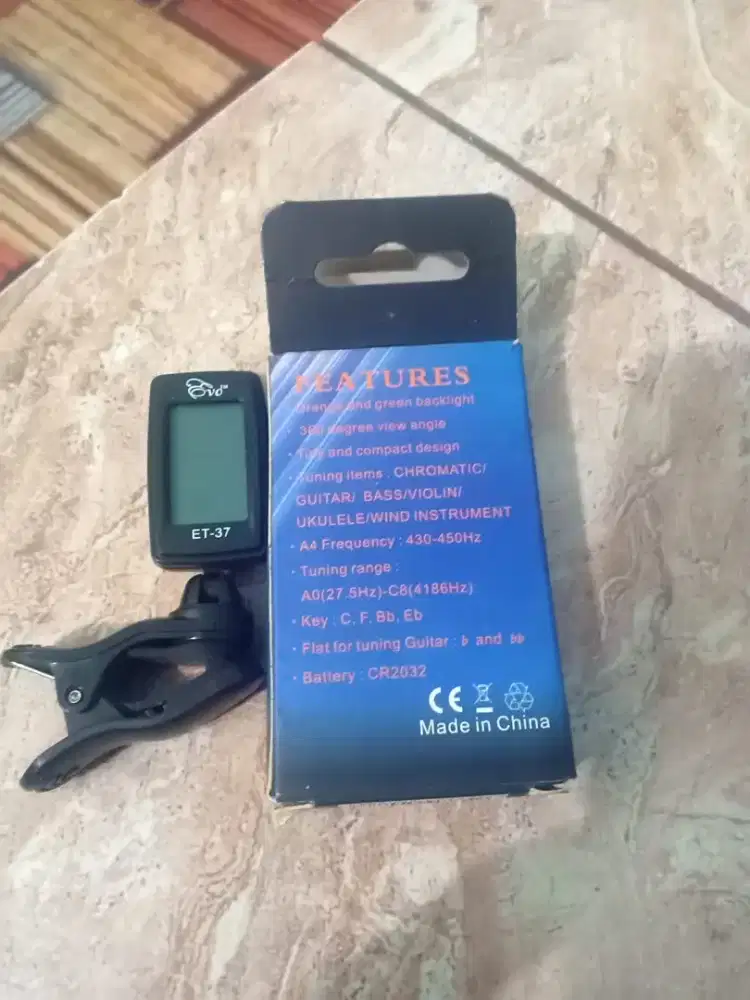 Evo TM
ET-37
FEATURES
Orange and green backlight
· 360 degree view angle
· Tiny and compact design
· Tuning items : CHROMATIC/
GUITAR/ BASS/VIOLIN/
UKULELE/WIND INSTRUMENT
· A4 Frequency : 430-450Hz
· Tuning range :
A0(27.5Hz)-C8(4186Hz)
· Key : C, F, Bb, Eb
· Flat for tuning Guitar : ♭ and ♭♭
· Battery : CR2032
CE
Made in China